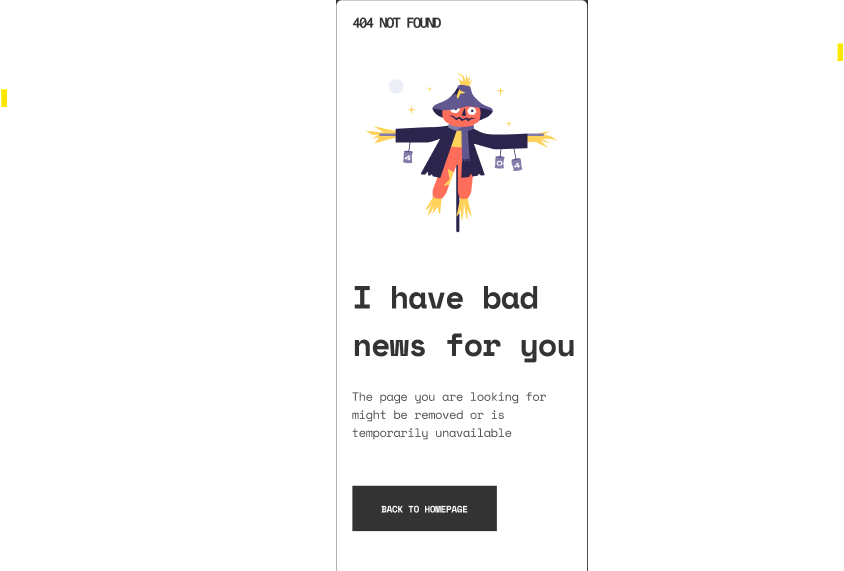 404 NOT FOUND
4
0
4
I have bad
news for you
The page you are looking for
might be removed or is
temporarily unavailable
BACK TO HOMEPAGE